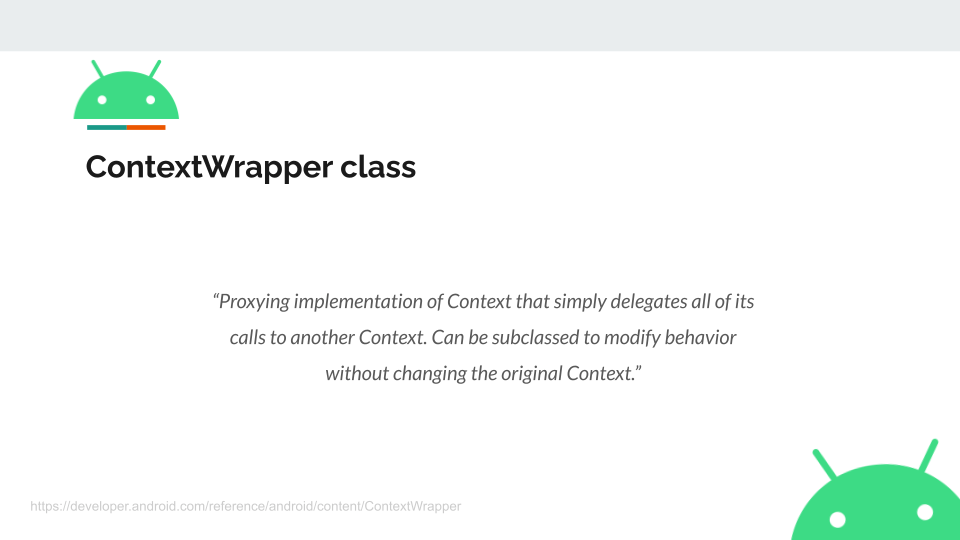 ContextWrapper class
“Proxying implementation of Context that simply delegates all of its
calls to another Context. Can be subclassed to modify behavior
without changing the original Context.”
https://developer.android.com/reference/android/content/ContextWrapper